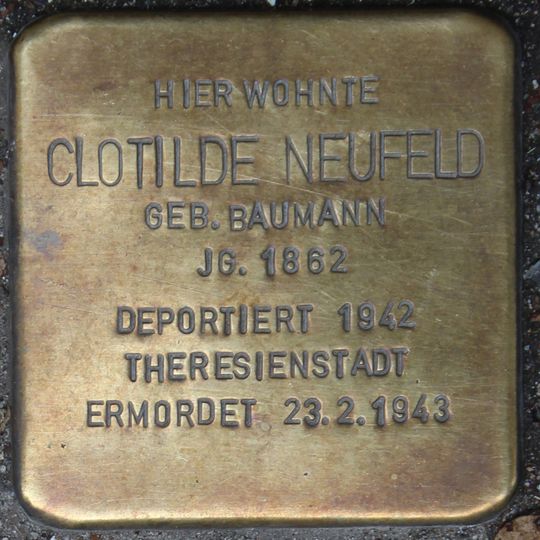 HIER WOHNTE
CLOTILDE NEUFELD
GEB. BAUMANN
JG. 1862
DEPORTIERT 1942
THERESIENSTADT
ERMORDET 23.2.1943